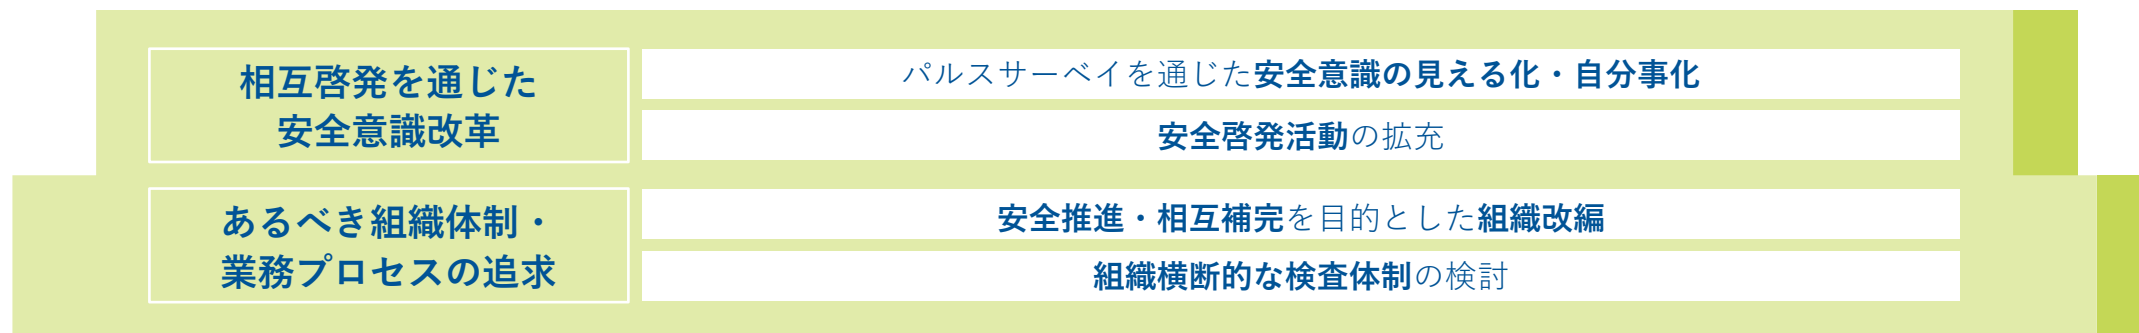 相互啓発を通じた
安全意識改革
パルスサーベイを通じた安全意識の見える化・自分事化
安全啓発活動の拡充
あるべき組織体制・
業務プロセスの追求
安全推進・相互補完を目的とした組織改編
組織横断的な検査体制の検討